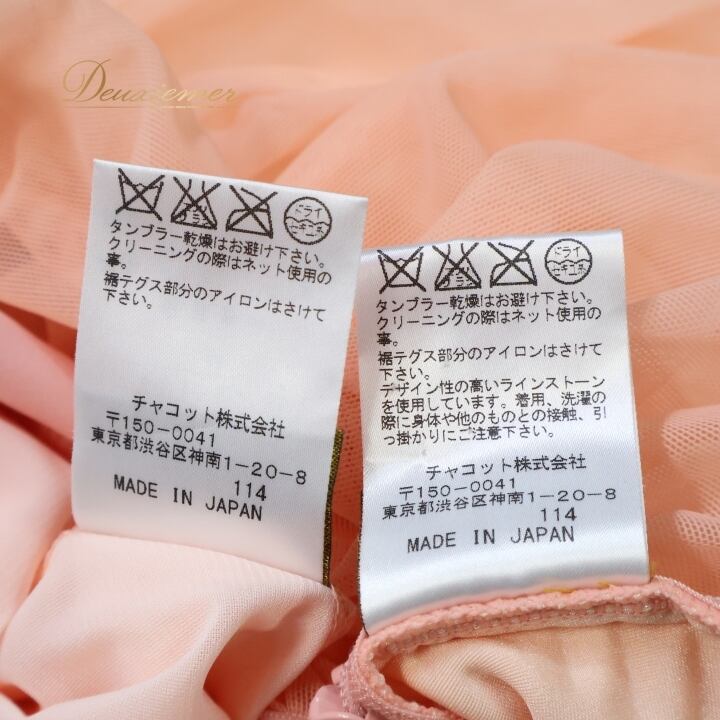 Deuxiemer
エンソサラシ
ドライ
セキユ系
タンブラー乾燥はお避け下さい。
クリーニングの際はネット使用の
事。
裾テグス部分のアイロンはさけて
下さい。
チャコット株式会社
〒150-0041
東京都渋谷区神南1-20-8
114
MADE IN JAPAN
ドライ
セキユ系
タンブラー乾燥はお避け下さい。
クリーニングの際はネット使用の
事。
裾テグス部分のアイロンはさけて
下さい。
デザイン性の高いラインストーン
を使用しています。着用、洗濯の
際に身体や他のものとの接触、引
っ掛かりにご注意下さい。
チャコット株式会社
〒150-0041
東京都渋谷区神南1-20-8
114
MADE IN JAPAN